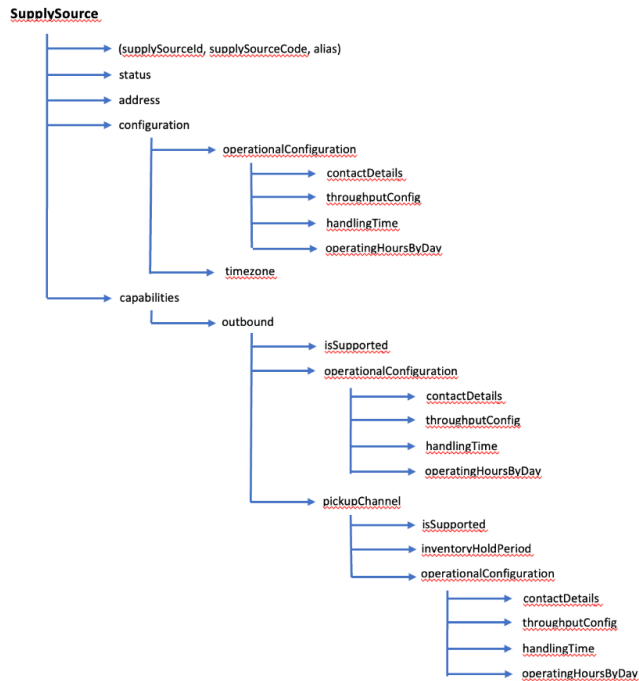 SupplySource
(supplySourceId, supplySourceCode, alias)
status
address
configuration
operationalConfiguration
contactDetails
throughputConfig
handlingTime
operatingHoursByDay
timezone
capabilities
outbound
isSupported
operationalConfiguration
contactDetails
throughputConfig
handlingTime
operatingHoursByDay
pickupChannel
isSupported
inventoryHoldPeriod
operationalConfiguration
contactDetails
throughputConfig
handlingTime
operatingHoursByDay